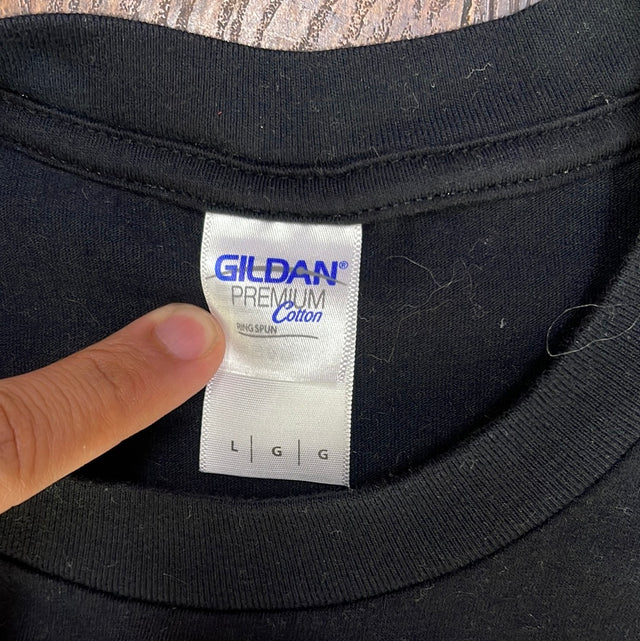 GILDAN®
PREMIUM
Cotton
RING SPUN
L | G | G